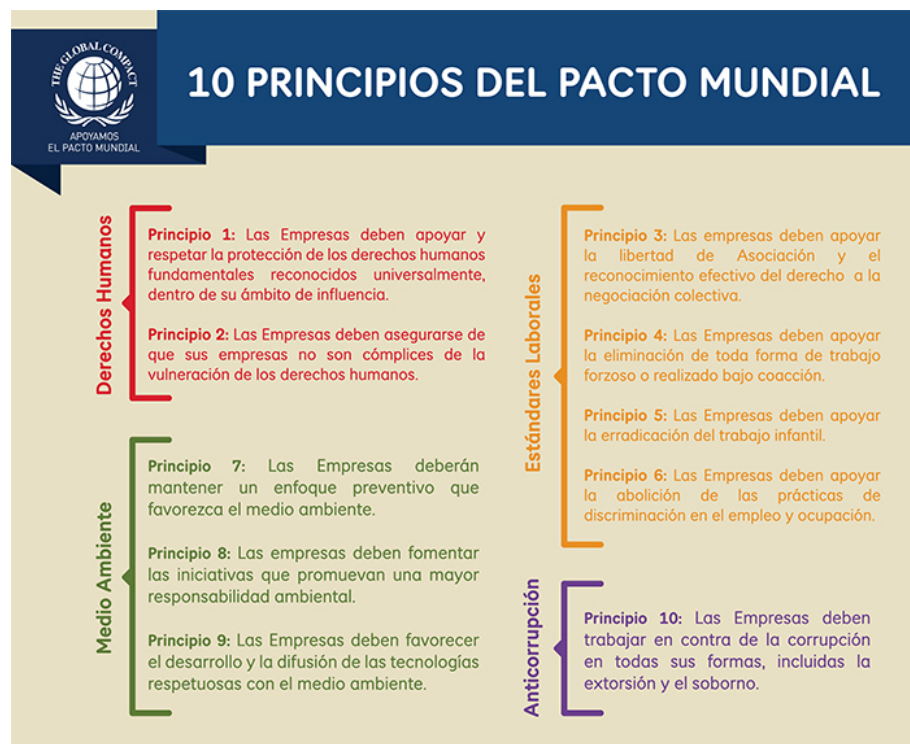 THE GLOBAL COMPACT
APOYAMOS
EL PACTO MUNDIAL
10 PRINCIPIOS DEL PACTO MUNDIAL
Derechos Humanos
Principio 1: Las Empresas deben apoyar y
respetar la protección de los derechos humanos
fundamentales reconocidos universalmente,
dentro de su ámbito de influencia.
Principio 2: Las Empresas deben asegurarse de
que sus empresas no son cómplices de la
vulneración de los derechos humanos.
Estándares Laborales
Principio 3: Las empresas deben apoyar
la libertad de Asociación y el
reconocimiento efectivo del derecho a la
negociación colectiva.
Principio 4: Las Empresas deben apoyar
la eliminación de toda forma de trabajo
forzoso o realizado bajo coacción.
Principio 5: Las Empresas deben apoyar
la erradicación del trabajo infantil.
Principio 6: Las Empresas deben apoyar
la abolición de las prácticas de
discriminación en el empleo y ocupación.
Medio Ambiente
Principio 7: Las Empresas deberán
mantener un enfoque preventivo que
favorezca el medio ambiente.
Principio 8: Las empresas deben fomentar
las iniciativas que promuevan una mayor
responsabilidad ambiental.
Principio 9: Las Empresas deben favorecer
el desarrollo y la difusión de las tecnologías
respetuosas con el medio ambiente.
Anticorrupción
Principio 10: Las Empresas deben
trabajar en contra de la corrupción
en todas sus formas, incluidas la
extorsión y el soborno.